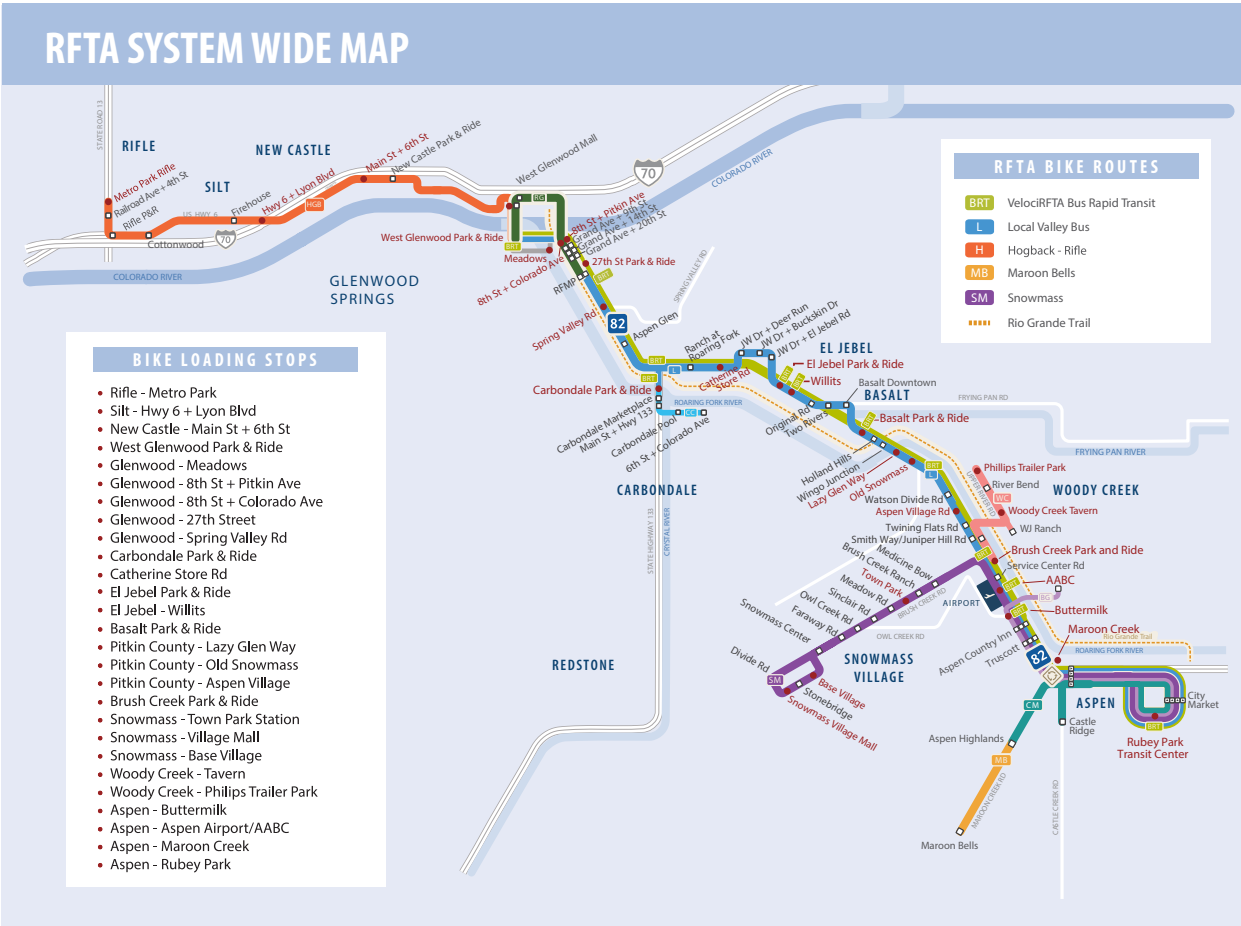 RFTA SYSTEM WIDE MAP
STATE ROAD 13
RIFLE
Metro Park Rifle
Railroad Ave + 4th St
Rifle P&R
Cottonwood
SILT
US. HWY. 6
Firehouse
70
Hwy 6 + Lyon Blvd
HGB
NEW CASTLE
Main St + 6th St
New Castle Park & Ride
COLORADO RIVER
West Glenwood Mall
70
COLORADO RIVER
RG
West Glenwood Park & Ride
BRT
Meadows
8th St + Pitkin Ave
Grand Ave + 9th St
Grand Ave + 14th St
Grand Ave + 20th St
8th St + Colorado Ave
27th St Park & Ride
RFMP
BRT
SPRING VALLEY RD
GLENWOOD
SPRINGS
Spring Valley Rd
82
Aspen Glen
BRT
L
BRT
Ranch at
Roaring Fork
Catherine
Store Rd
JW Dr + Deer Run
JW Dr + Buckskin Dr
JW Dr + El Jebel Rd
EL JEBEL
BRT
El Jebel Park & Ride
BRT
Willits
Basalt Downtown
BASALT
FRYING PAN RD
Carbondale Park & Ride
ROARING FORK RIVER
CC
Carbondale Marketplace
Main St + Hwy 133
Carbondale Pool
6th St + Colorado Ave
Original Rd
Two Rivers
BRT
Basalt Park & Ride
FRYING PAN RIVER
Holland Hills
Wingo Junction
Lazy Glen Way
Old Snowmass
BRT
L
CARBONDALE
STATE HIGHWAY 133
CRYSTAL RIVER
UPPER RIVER RD
Phillips Trailer Park
River Bend
WOODY CREEK
WC
Woody Creek Tavern
WJ Ranch
Watson Divide Rd
Aspen Village Rd
Twining Flats Rd
Smith Way/Juniper Hill Rd
BRT
Brush Creek Park and Ride
Service Center Rd
BRT
AABC
BG
AIRPORT
BRT
Buttermilk
Medicine Bow
Brush Creek Ranch
Town Park
Meadow Rd
Sinclair Rd
Owl Creek Rd
Faraway Rd
Snowmass Center
BRUSH CREEK RD
OWL CREEK RD
Divide Rd
SM
Base Village
Stonebridge
Snowmass Village Mall
SNOWMASS
VILLAGE
REDSTONE
Aspen Country Inn
Truscott
82
Maroon Creek
Rio Grande Trail
ROARING FORK RIVER
ASPEN
City
Market
BRT
Rubey Park
Transit Center
CM
Castle
Ridge
Aspen Highlands
MB
MAROON CREEK RD
Maroon Bells
CASTLE CREEK RD
RFTA BIKE ROUTES
BRT VelociRFTA Bus Rapid Transit
L Local Valley Bus
H Hogback - Rifle
MB Maroon Bells
SM Snowmass
Rio Grande Trail
BIKE LOADING STOPS
• Rifle - Metro Park
• Silt - Hwy 6 + Lyon Blvd
• New Castle - Main St + 6th St
• West Glenwood Park & Ride
• Glenwood - Meadows
• Glenwood - 8th St + Pitkin Ave
• Glenwood - 8th St + Colorado Ave
• Glenwood - 27th Street
• Glenwood - Spring Valley Rd
• Carbondale Park & Ride
• Catherine Store Rd
• El Jebel Park & Ride
• El Jebel - Willits
• Basalt Park & Ride
• Pitkin County - Lazy Glen Way
• Pitkin County - Old Snowmass
• Pitkin County - Aspen Village
• Brush Creek Park & Ride
• Snowmass - Town Park Station
• Snowmass - Village Mall
• Snowmass - Base Village
• Woody Creek - Tavern
• Woody Creek - Philips Trailer Park
• Aspen - Buttermilk
• Aspen - Aspen Airport/AABC
• Aspen - Maroon Creek
• Aspen - Rubey Park